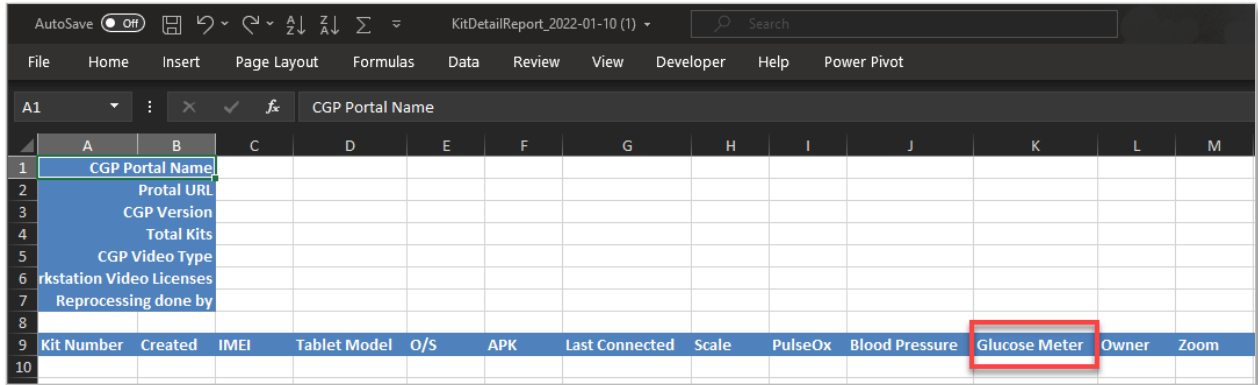 AutoSave Off KitDetailReport_2022-01-10 (1) Search
File Home Insert Page Layout Formulas Data Review View Developer Help Power Pivot
A1 fx CGP Portal Name
A B C D E F G H I J K L M
1 CGP Portal Name
2 Protal URL
3 CGP Version
4 Total Kits
5 CGP Video Type
6 rkstation Video Licenses
7 Reprocessing done by
8
9 Kit Number Created IMEI Tablet Model O/S APK Last Connected Scale PulseOx Blood Pressure Glucose Meter Owner Zoom
10